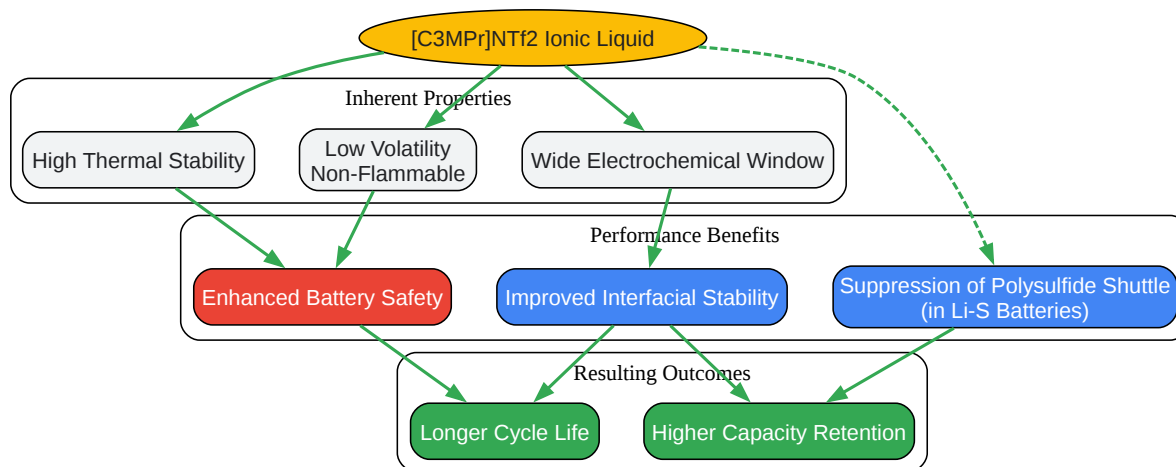 [C3MPr]NTf2 Ionic Liquid
Inherent Properties
High Thermal Stability
Low Volatility
Non-Flammable
Wide Electrochemical Window
Performance Benefits
Enhanced Battery Safety
Improved Interfacial Stability
Suppression of Polysulfide Shuttle
(in Li-S Batteries)
Resulting Outcomes
Longer Cycle Life
Higher Capacity Retention